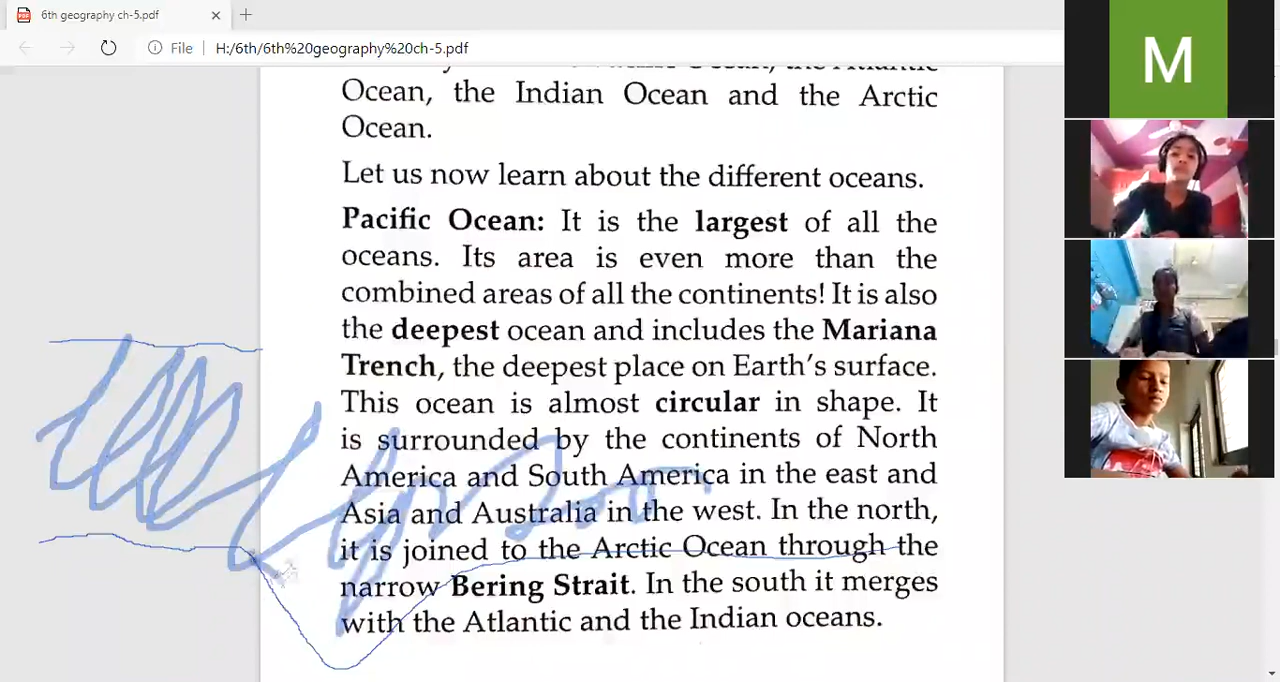 6th geography ch-5.pdf
File H:/6th/6th%20geography%20ch-5.pdf
Ocean, the Indian Ocean and the Arctic
Ocean.
Let us now learn about the different oceans.
Pacific Ocean: It is the largest of all the
oceans. Its area is even more than the
combined areas of all the continents! It is also
the deepest ocean and includes the Mariana
Trench, the deepest place on Earth's surface.
This ocean is almost circular in shape. It
is surrounded by the continents of North
America and South America in the east and
Asia and Australia in the west. In the north,
it is joined to the Arctic Ocean through the
narrow Bering Strait. In the south it merges
with the Atlantic and the Indian oceans.
M